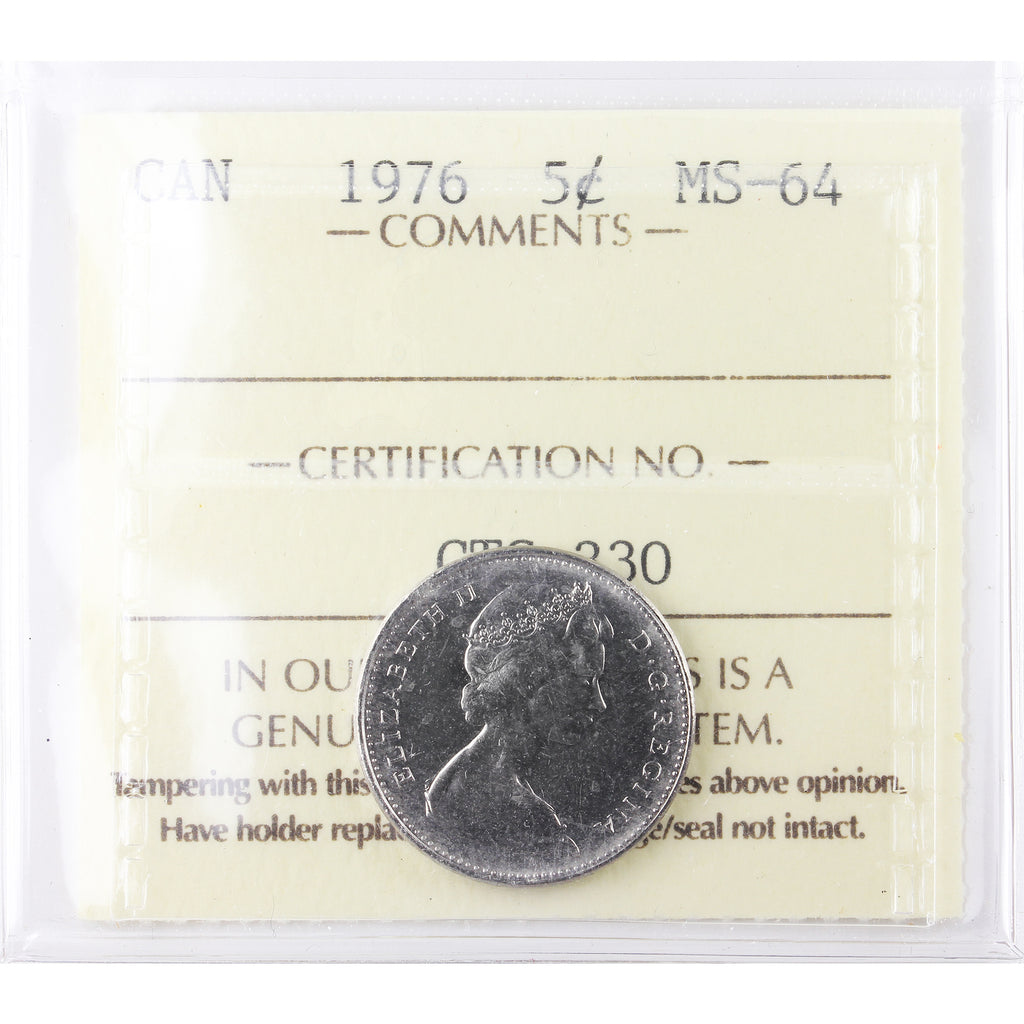 CAN 1976 5¢ MS-64
— COMMENTS —
— CERTIFICATION NO. —
330
IN OU S IS A
GENU TEM.
Tampering with this es above opinion.
Have holder repla e/seal not intact.
ELIZABETH II D·G·REGINA